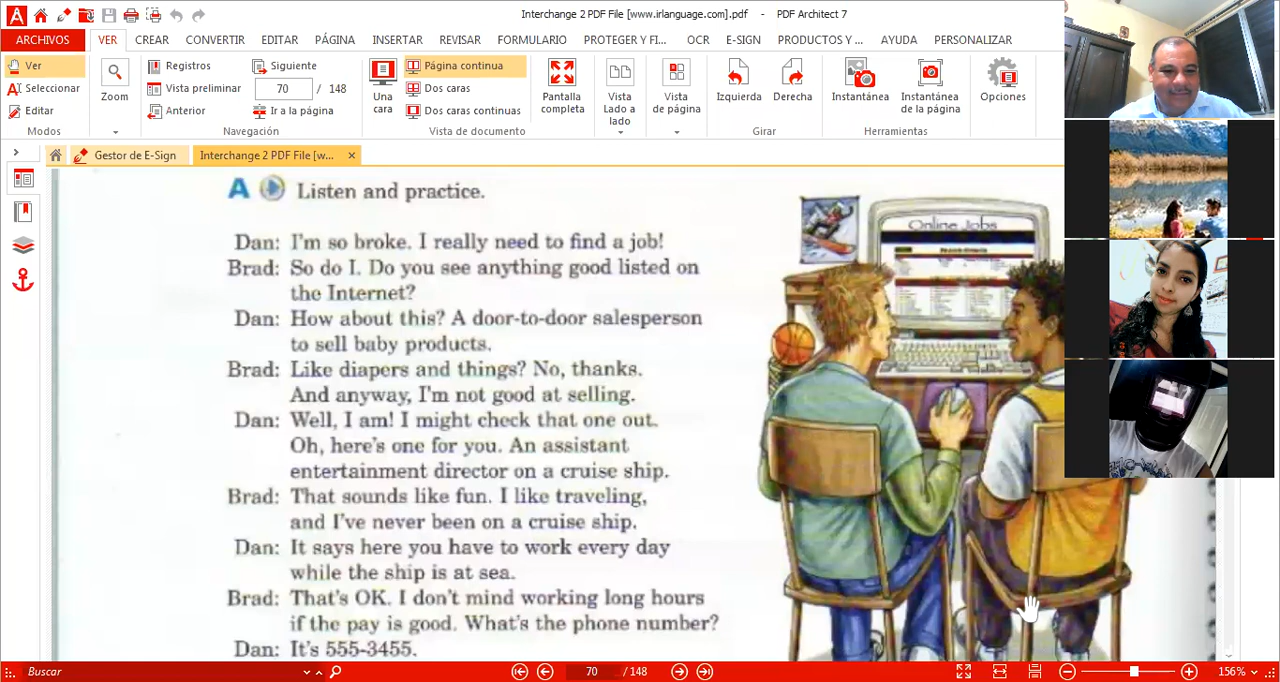 Interchange 2 PDF File [www.irlanguage.com].pdf - PDF Architect 7
ARCHIVOS VER CREAR CONVERTIR EDITAR PÁGINA INSERTAR REVISAR FORMULARIO PROTEGER Y FI... OCR E-SIGN PRODUCTOS Y ... AYUDA PERSONALIZAR
Ver
Seleccionar
Editar
Modos
Zoom
Registros
Vista preliminar
Anterior
Siguiente
70 / 148
Ir a la página
Navegación
Una cara
Página continua
Dos caras
Dos caras continuas
Vista de documento
Pantalla completa
Vista Lado a lado
Vista de página
Izquierda
Derecha
Girar
Instantánea
Instantánea de la página
Herramientas
Opciones
Gestor de E-Sign
Interchange 2 PDF File [w...
A Listen and practice.
Dan: I'm so broke. I really need to find a job!
Brad: So do I. Do you see anything good listed on
the Internet?
Dan: How about this? A door-to-door salesperson
to sell baby products.
Brad: Like diapers and things? No, thanks.
And anyway, I'm not good at selling.
Dan: Well, I am! I might check that one out.
Oh, here's one for you. An assistant
entertainment director on a cruise ship.
Brad: That sounds like fun. I like traveling,
and I've never been on a cruise ship.
Dan: It says here you have to work every day
while the ship is at sea.
Brad: That's OK. I don't mind working long hours
if the pay is good. What's the phone number?
Dan: It's 555-3455.
Online Jobs
Buscar
70 / 148
156%